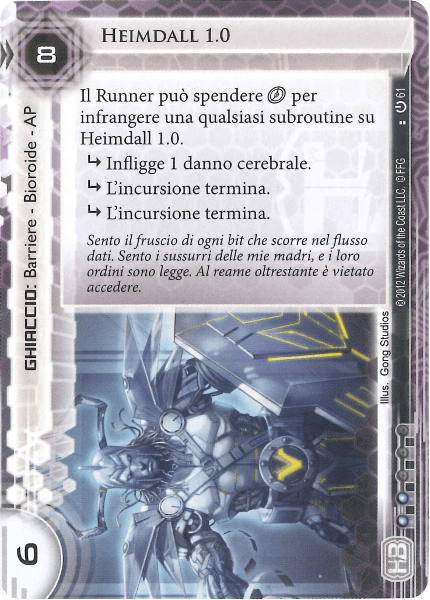 8
Heimdall 1.0
Il Runner può spendere per
infrangere una qualsiasi subroutine su
Heimdall 1.0.
↳ Infligge 1 danno cerebrale.
↳ L'incursione termina.
↳ L'incursione termina.
Sento il fruscio di ogni bit che scorre nel flusso
dati. Sento i sussurri delle mie madri, e i loro
ordini sono legge. Al reame oltrestante è vietato
accedere.
GHIACCIO: Barriere - Bioroide - AP
61
© 2012 Wizards of the Coast LLC. © FFG
Illus. Gong Studios
6
HB